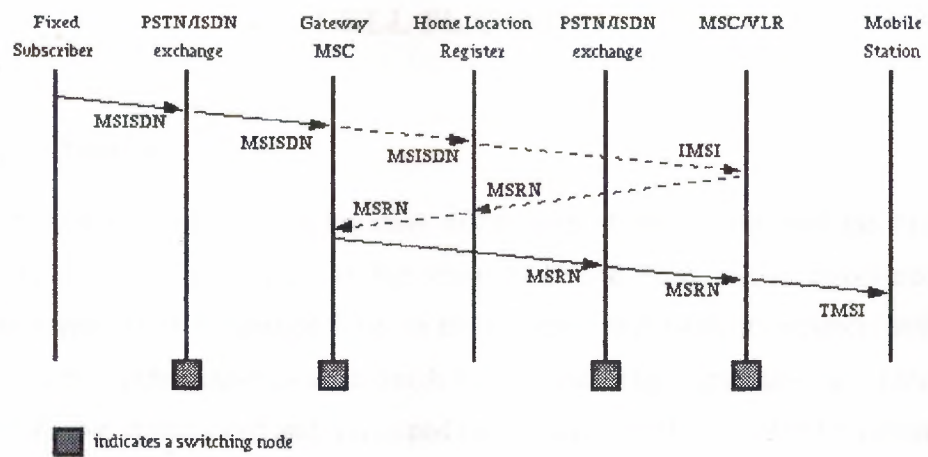 Fixed Subscriber
PSTN/ISDN exchange
Gateway MSC
Home Location Register
PSTN/ISDN exchange
MSC/VLR
Mobile Station
MSISDN
MSISDN
MSISDN
IMSI
MSRN
MSRN
MSRN
MSRN
TMSI
indicates a switching node